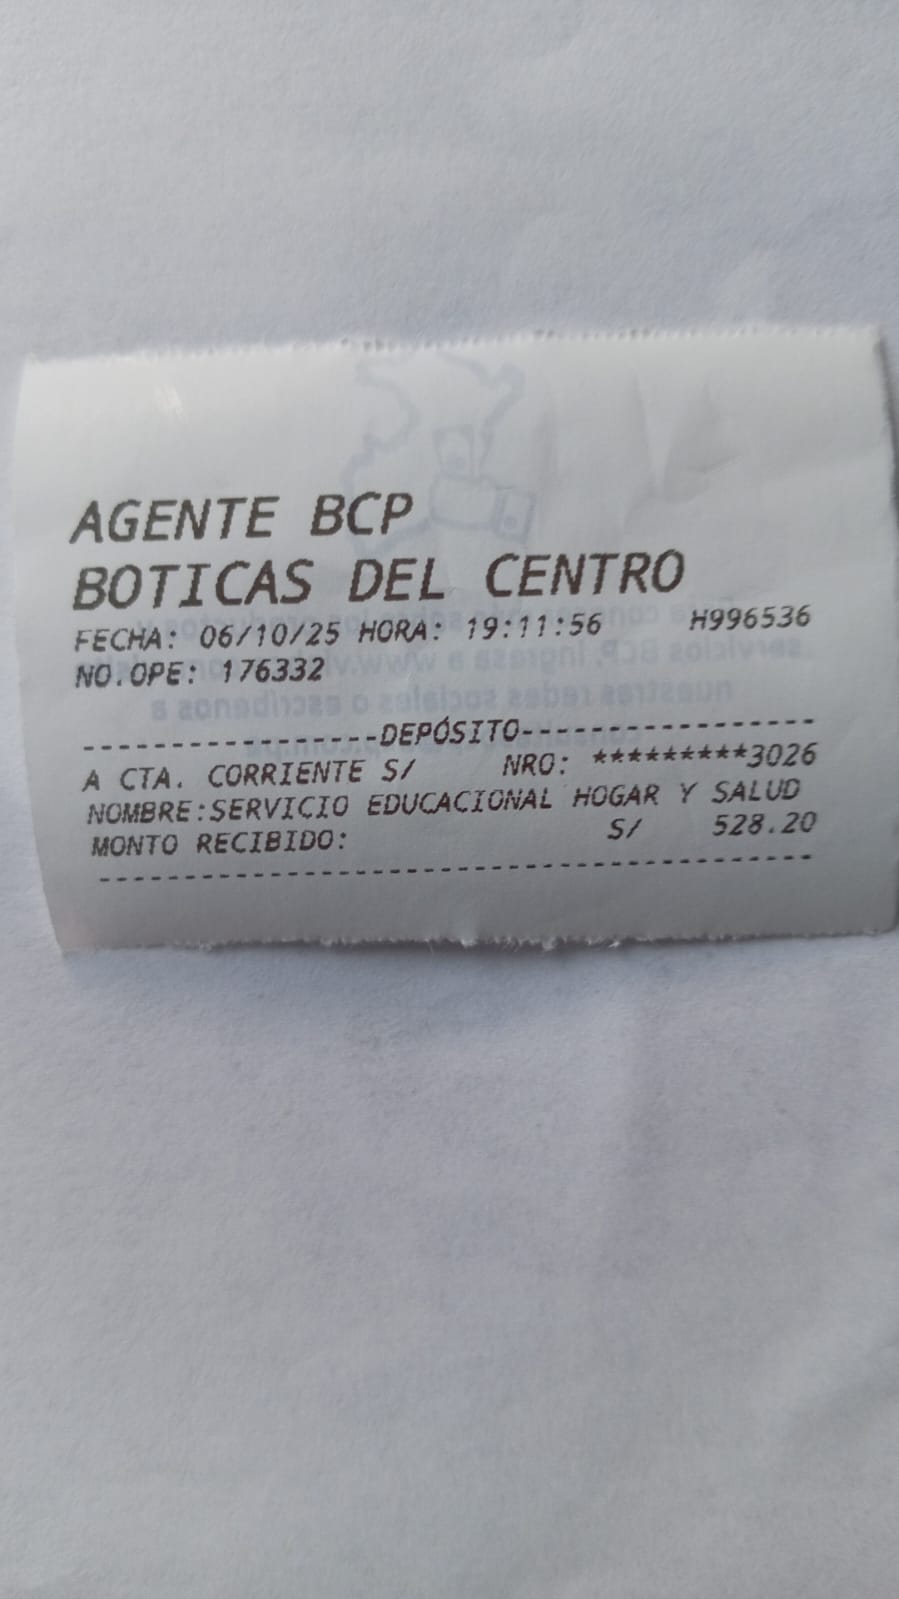 AGENTE BCP
BOTICAS DEL CENTRO
FECHA: 06/10/25 HORA: 19:11:56 H996536
NO.OPE: 176332
-----------------DEPÓSITO-----------------
A CTA. CORRIENTE S/ NRO: *********3026
NOMBRE:SERVICIO EDUCACIONAL HOGAR Y SALUD
MONTO RECIBIDO: S/ 528.20
------------------------------------------